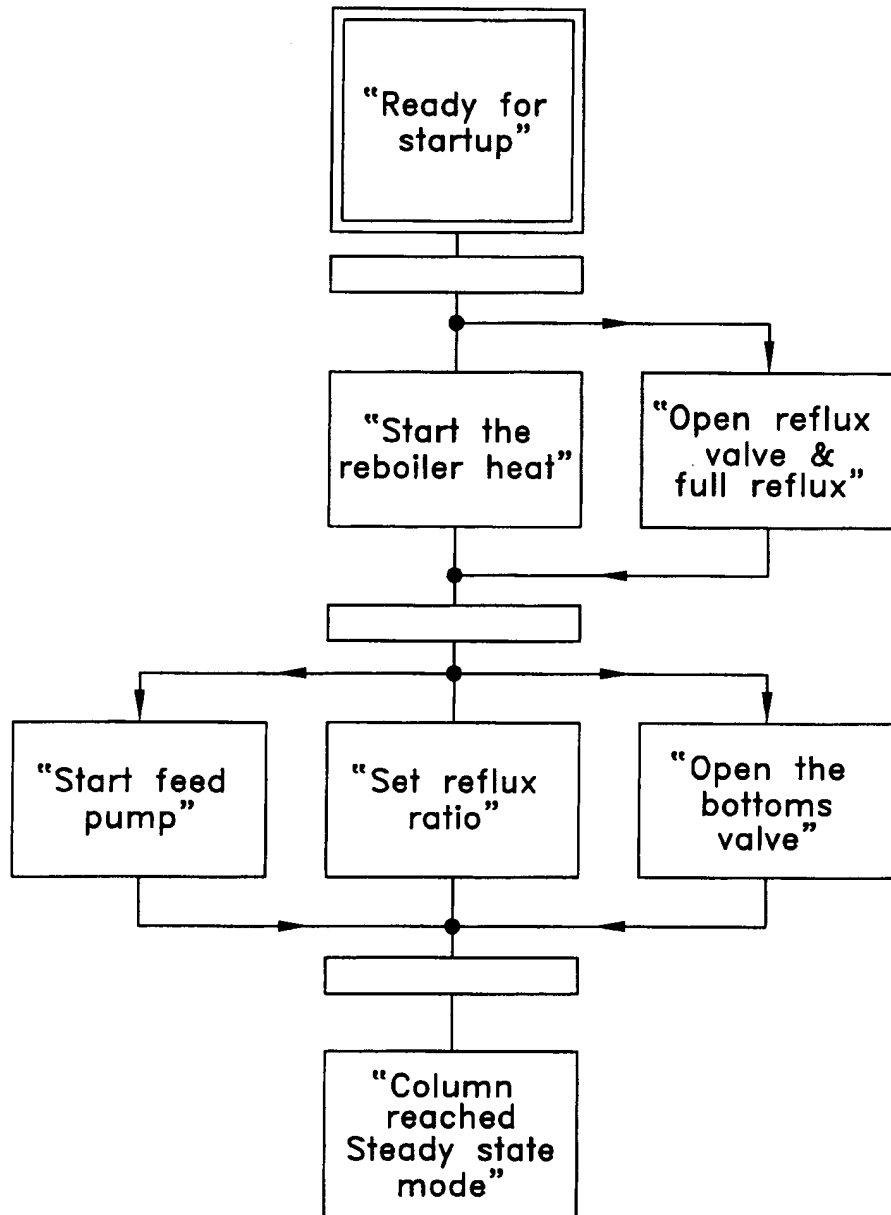 “Ready for
startup”
“Start the
reboiler heat”
“Open reflux
valve &
full reflux”
“Start feed
pump”
“Set reflux
ratio”
“Open the
bottoms
valve”
“Column
reached
Steady state
mode”